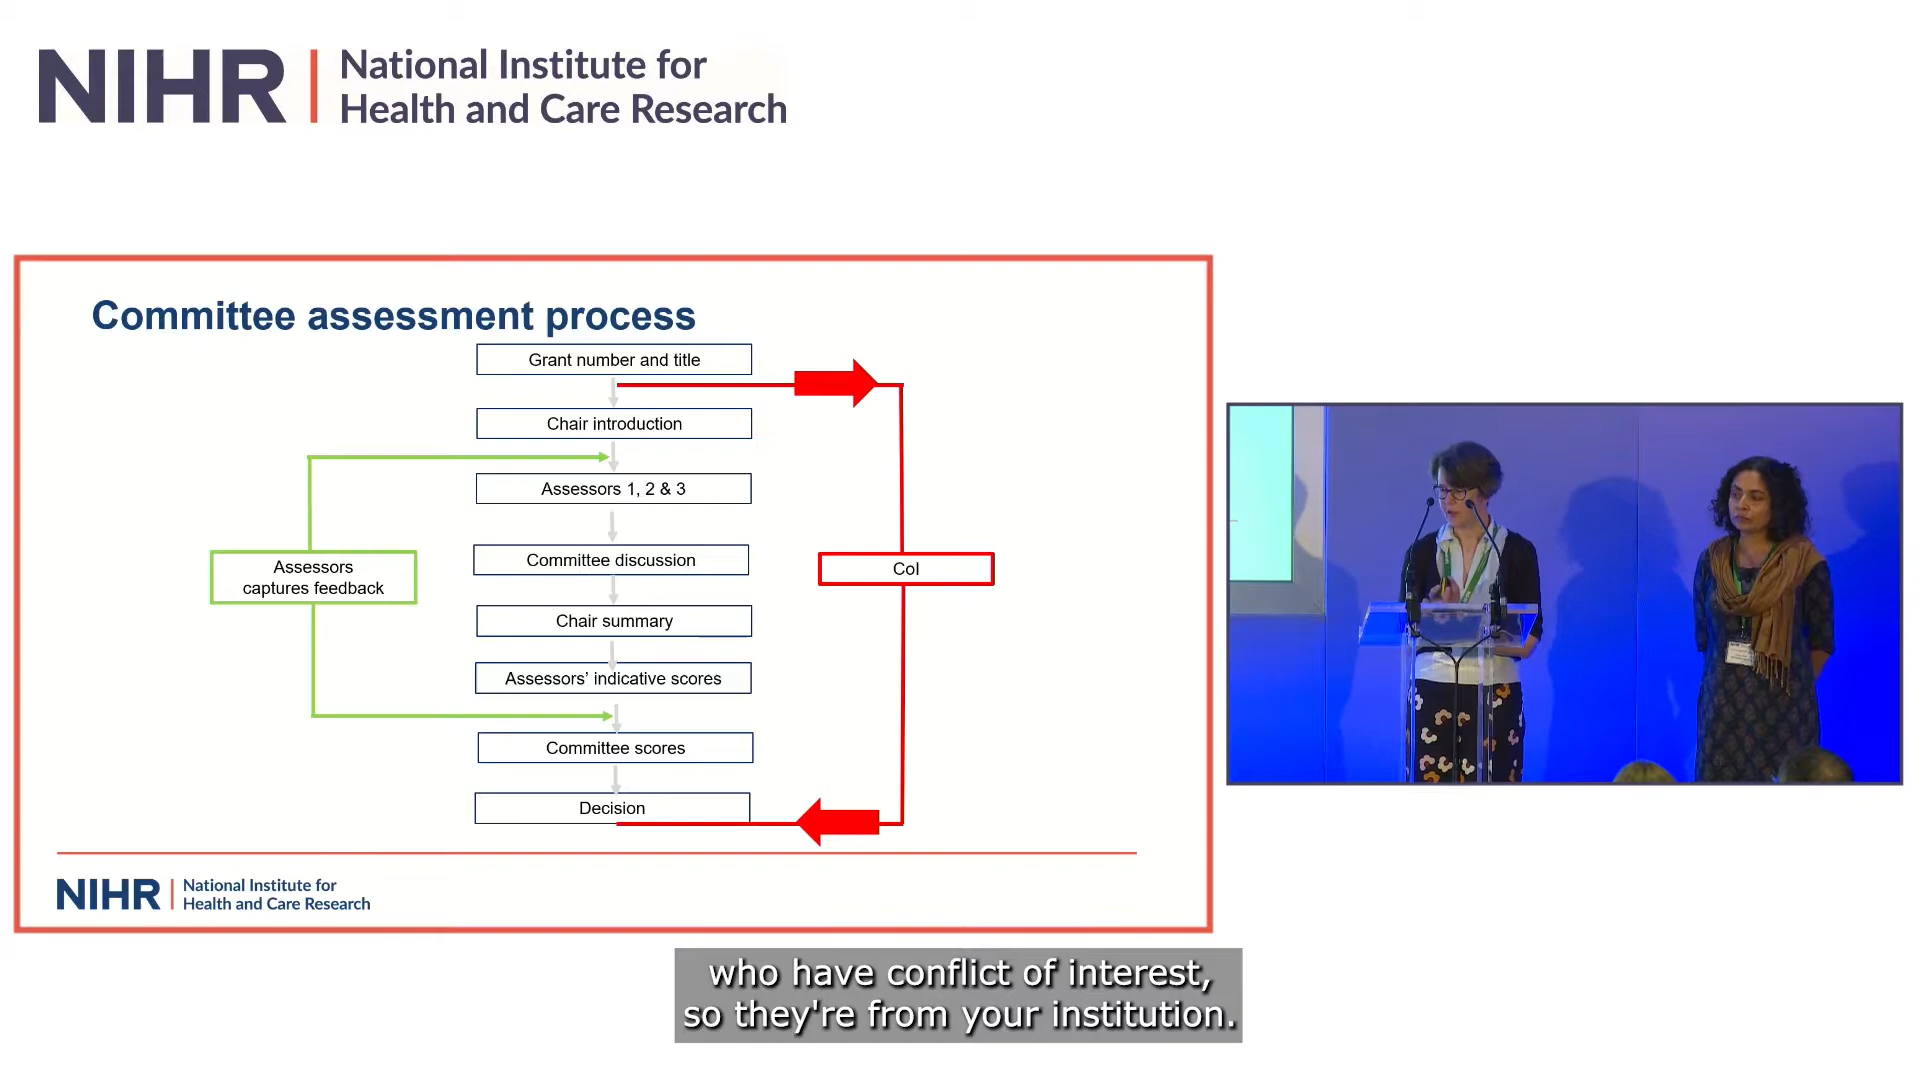 NIHR
National Institute for
Health and Care Research
Committee assessment process
Grant number and title
Chair introduction
Assessors 1, 2 & 3
Committee discussion
Chair summary
Assessors’ indicative scores
Committee scores
Decision
Assessors
captures feedback
CoI
NIHR
National Institute for
Health and Care Research
who have conflict of interest,
so they're from your institution.